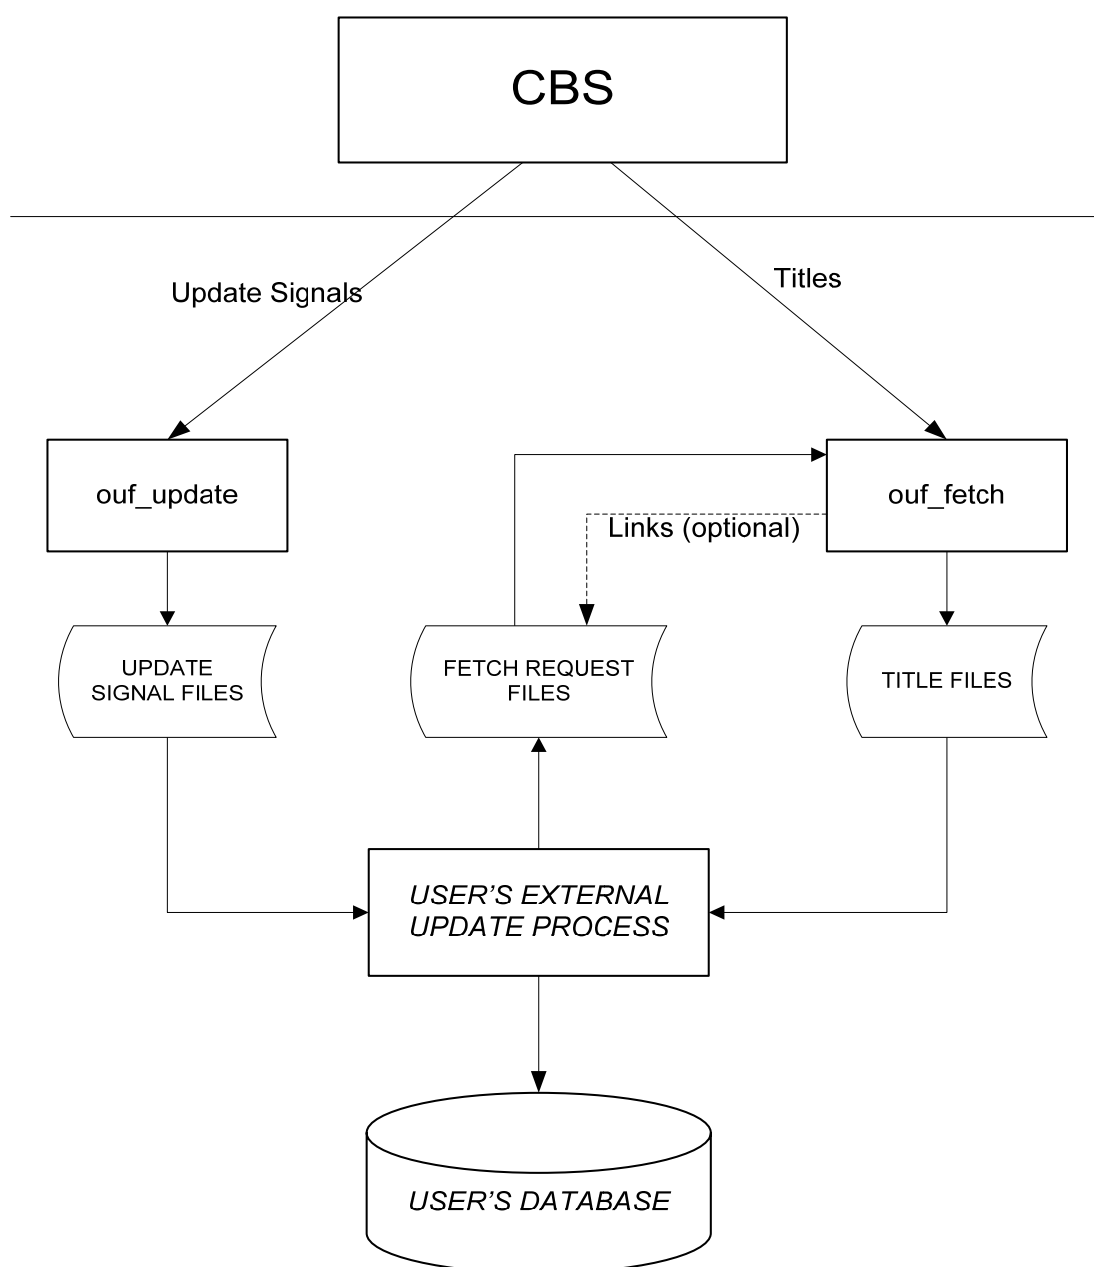 CBS
Update Signals
Titles
ouf_update
ouf_fetch
Links (optional)
UPDATE
SIGNAL FILES
FETCH REQUEST
FILES
TITLE FILES
USER’S EXTERNAL
UPDATE PROCESS
USER’S DATABASE